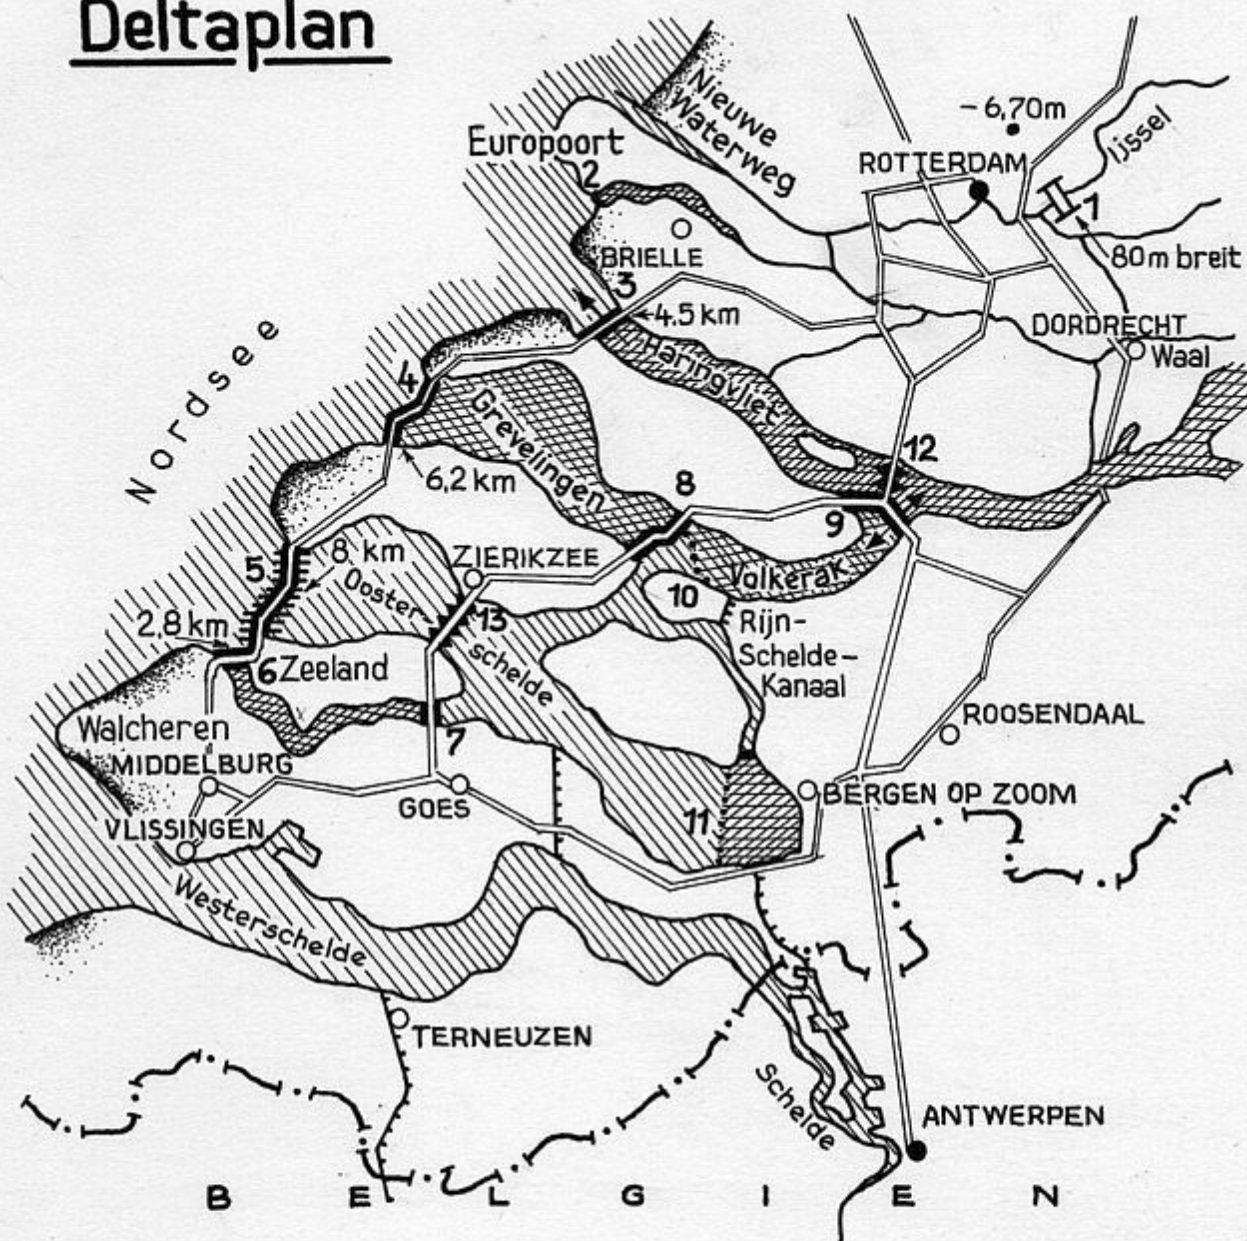 Deltaplan
Nieuwe
Waterweg
-6,70m
Ijssel
Europoort
ROTTERDAM
2
1
BRIELLE
80m breit
3
4.5 km
DORDRECHT
Waal
Nordsee
Haringvliet
4
Grevelingen
12
6,2 km
8
9
5
8 km
ZIERIKZEE
Volkerak
Ooster-
schelde
10
13
Rijn-
Schelde-
Kanaal
2,8 km
6 Zeeland
Walcheren
7
ROOSENDAAL
MIDDELBURG
GOES
BERGEN OP ZOOM
VLISSINGEN
11
Westerschelde
TERNEUZEN
Schelde
ANTWERPEN
BELGIEN